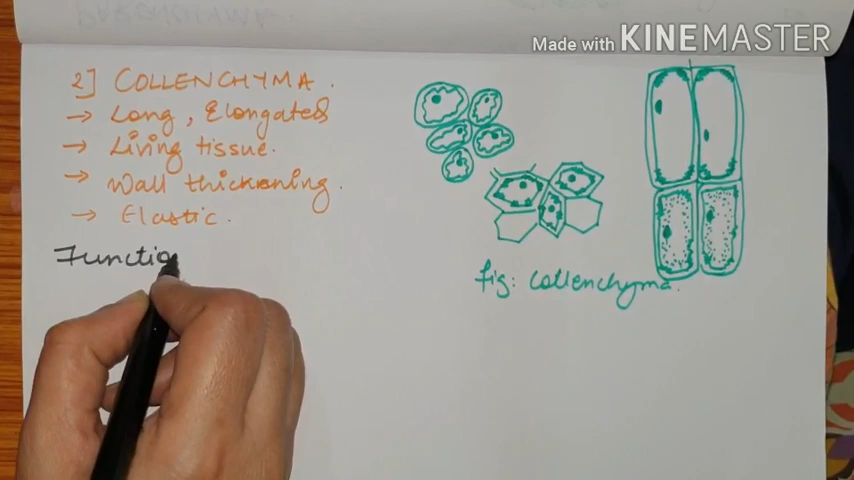 Made with KINEMASTER
2] COLLENCHYMA.
→ Long, Elongated
→ Living tissue.
→ Wall thickening.
→ Elastic.
Functio
fig: collenchyma.